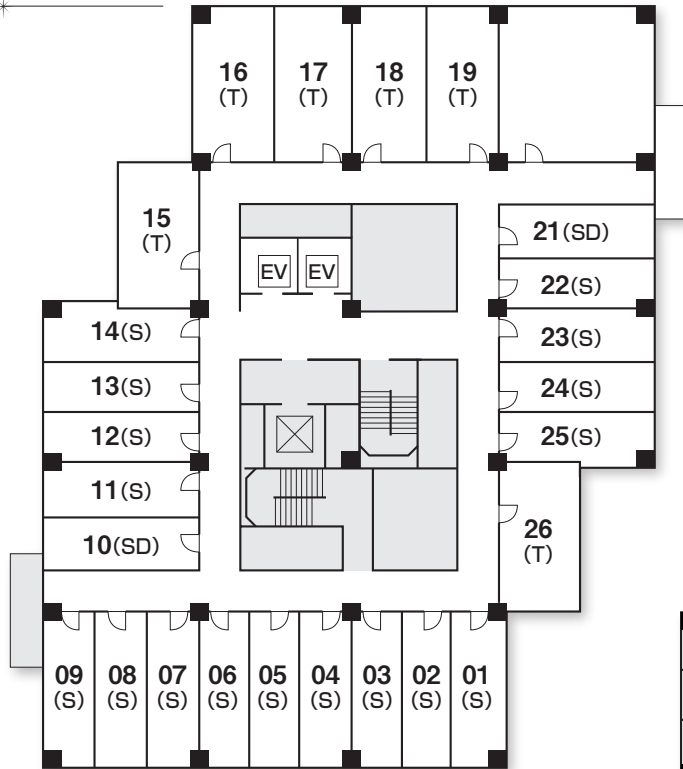 16
(T)
17
(T)
18
(T)
19
(T)
15
(T)
EV
EV
21(SD)
22(S)
14(S)
23(S)
13(S)
24(S)
12(S)
25(S)
11(S)
10(SD)
26
(T)
09
(S)
08
(S)
07
(S)
06
(S)
05
(S)
04
(S)
03
(S)
02
(S)
01
(S)